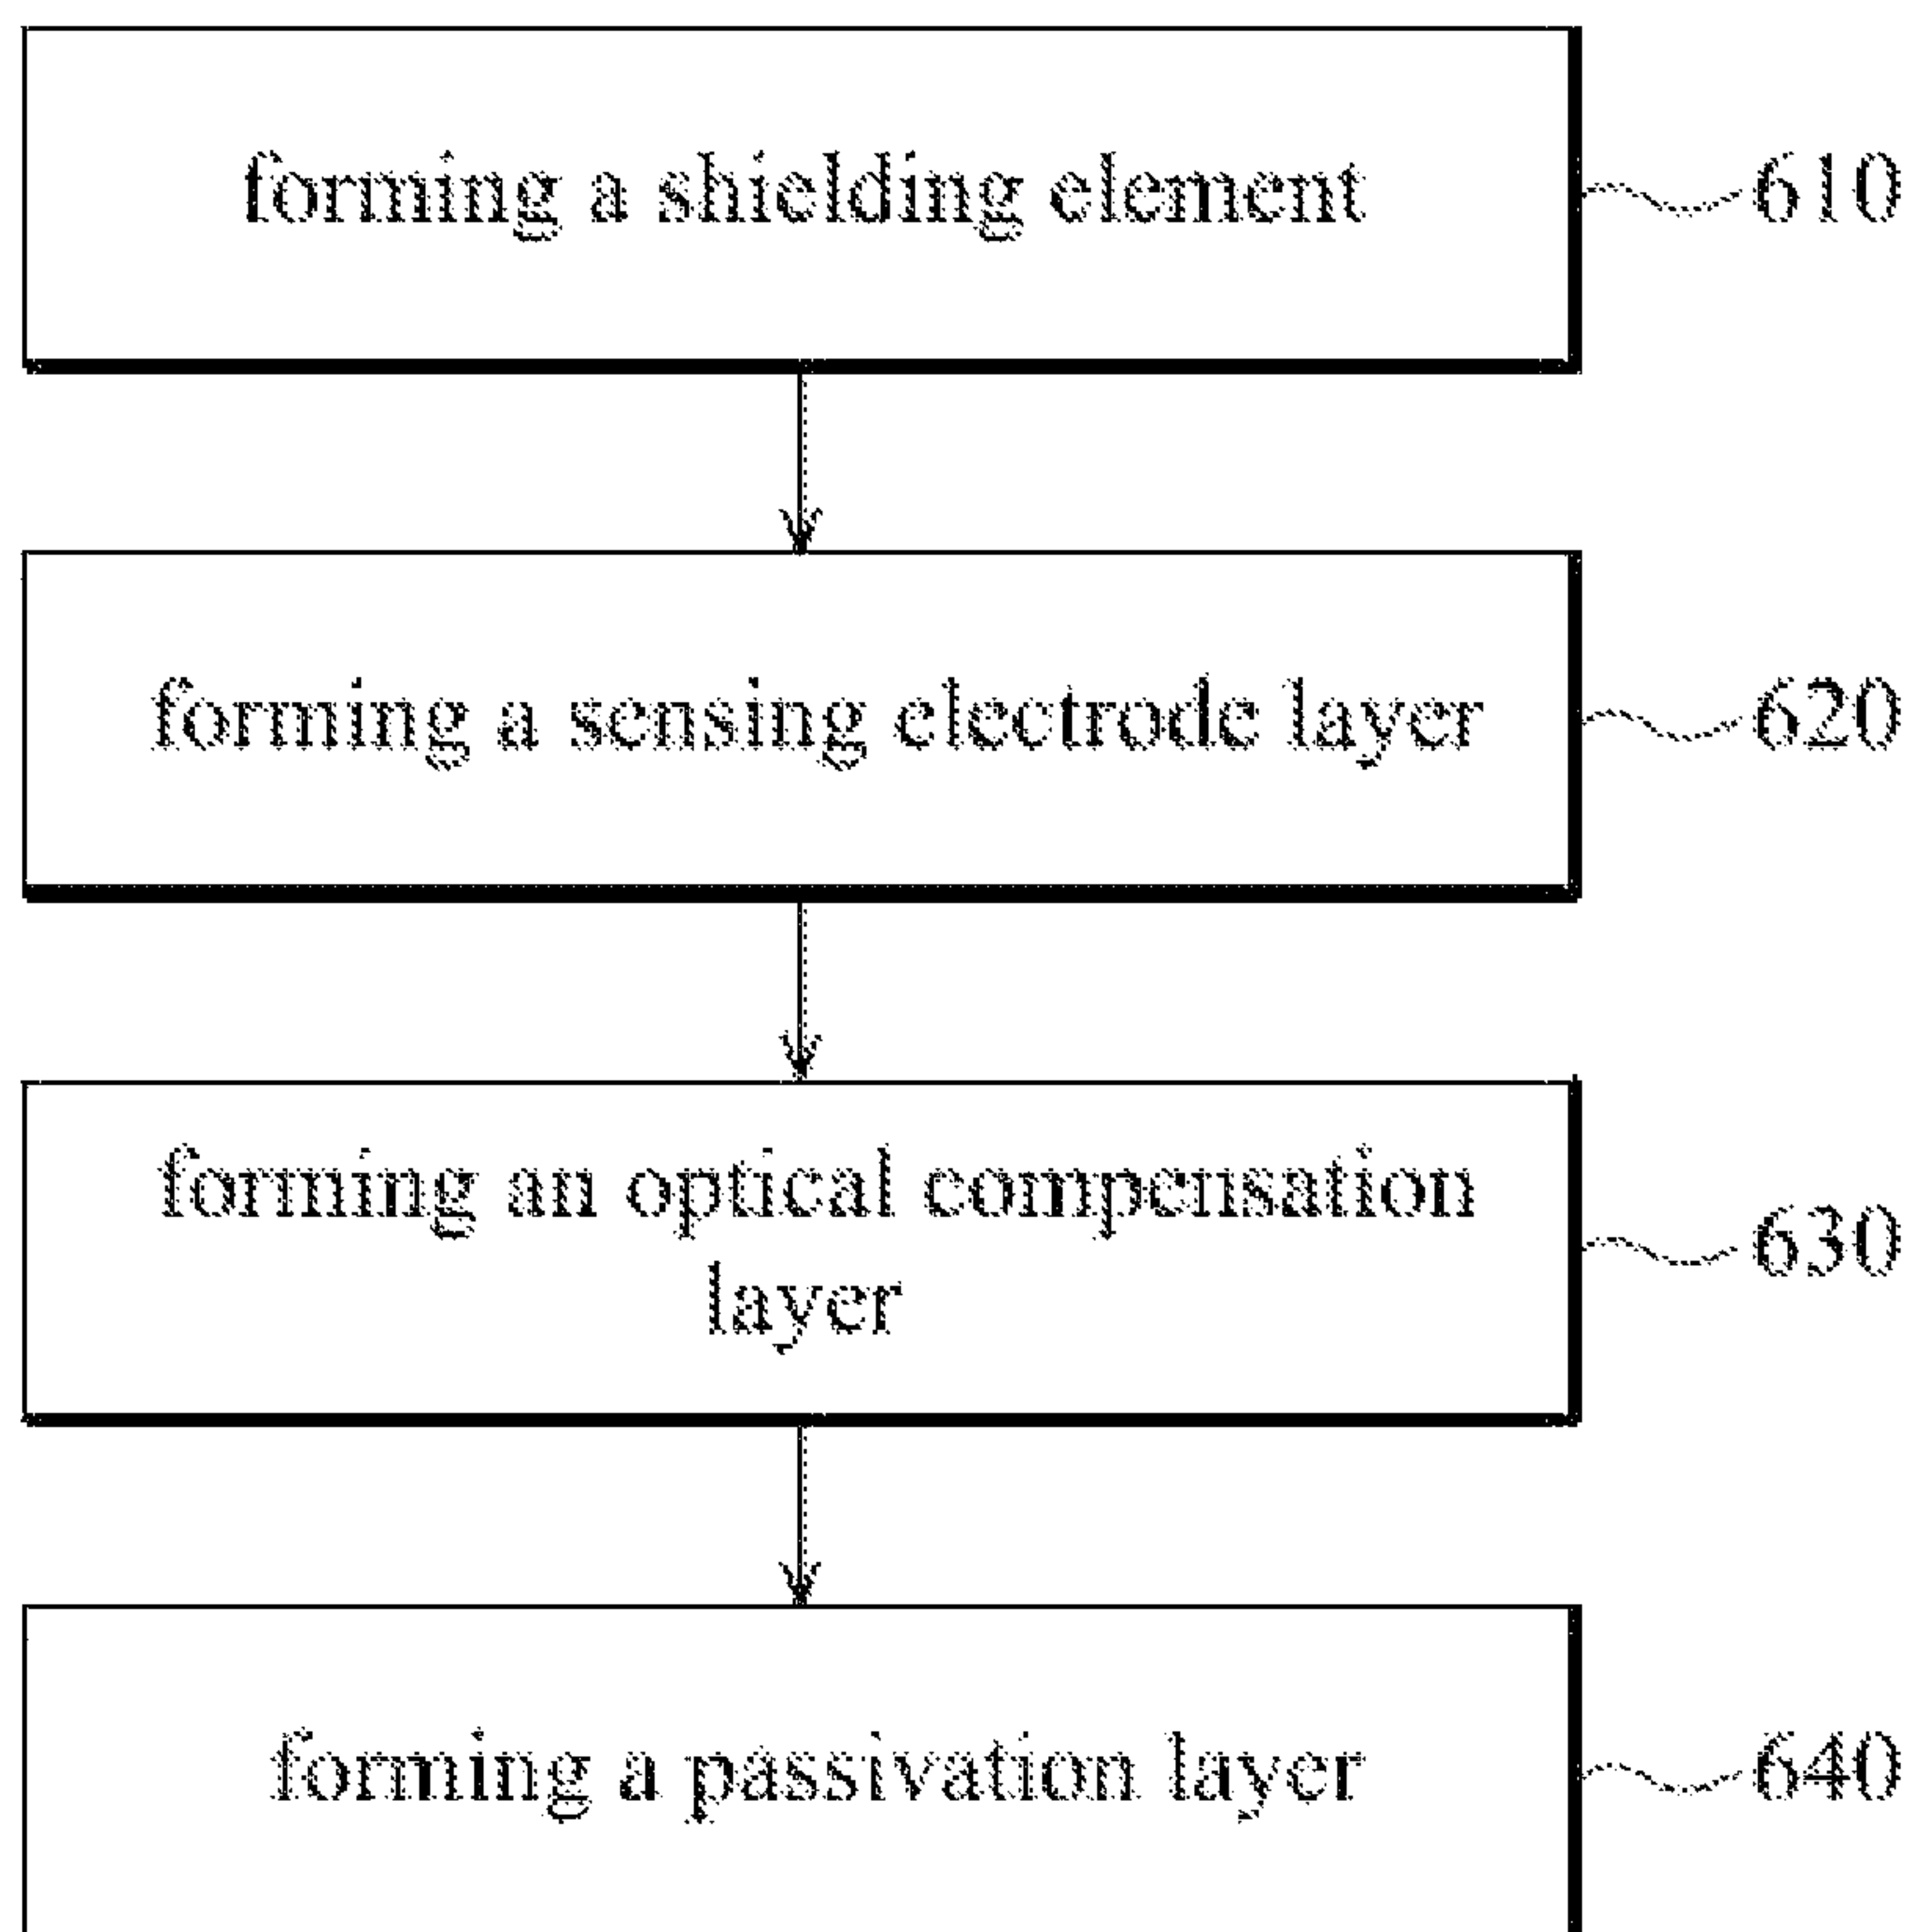 forming a shielding element 610
forming a sensing electrode layer 620
forming an optical compensation
layer
630
forming a passivation layer 640